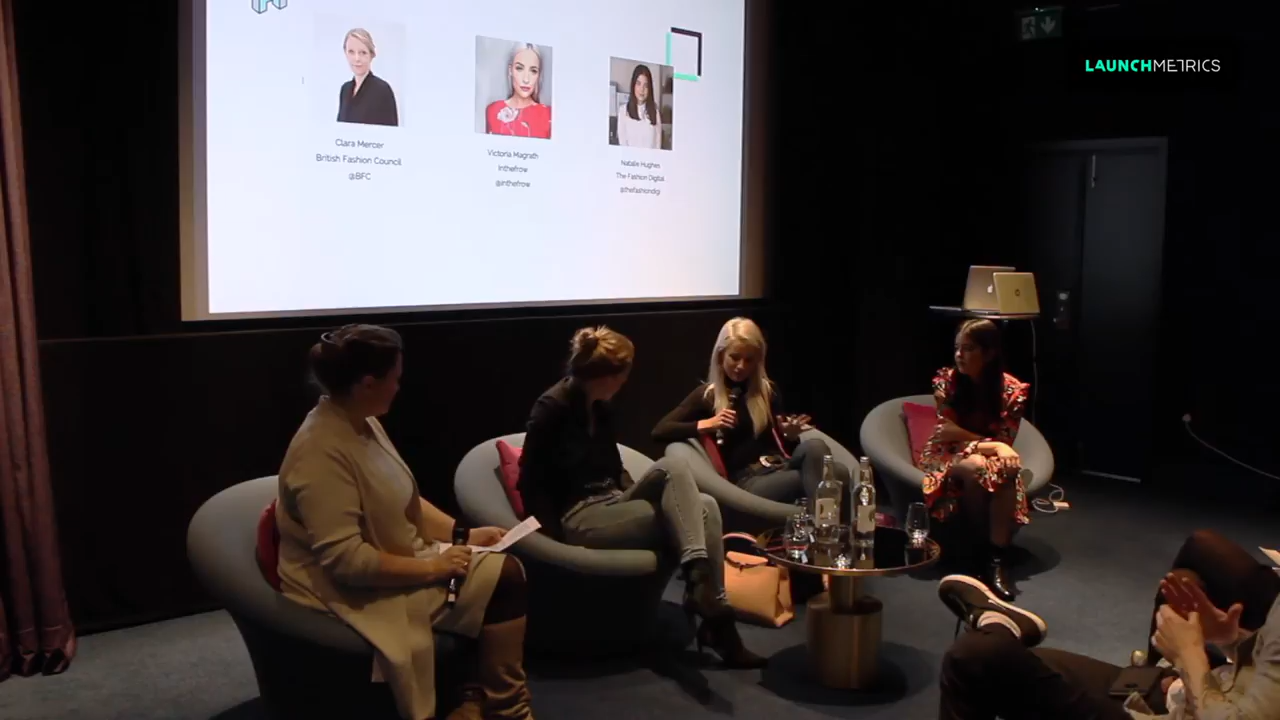 LAUNCHMETRICS
Clara Mercer
British Fashion Council
@BFC
Victoria Magrath
Inthefrow
@inthefrow
Natalie Hughes
The Fashion Digital
@thefashiondigi